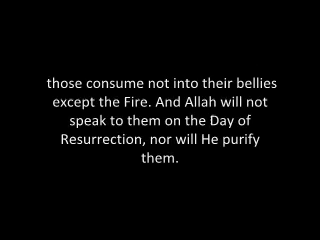 those consume not into their bellies
except the Fire. And Allah will not
speak to them on the Day of
Resurrection, nor will He purify
them.